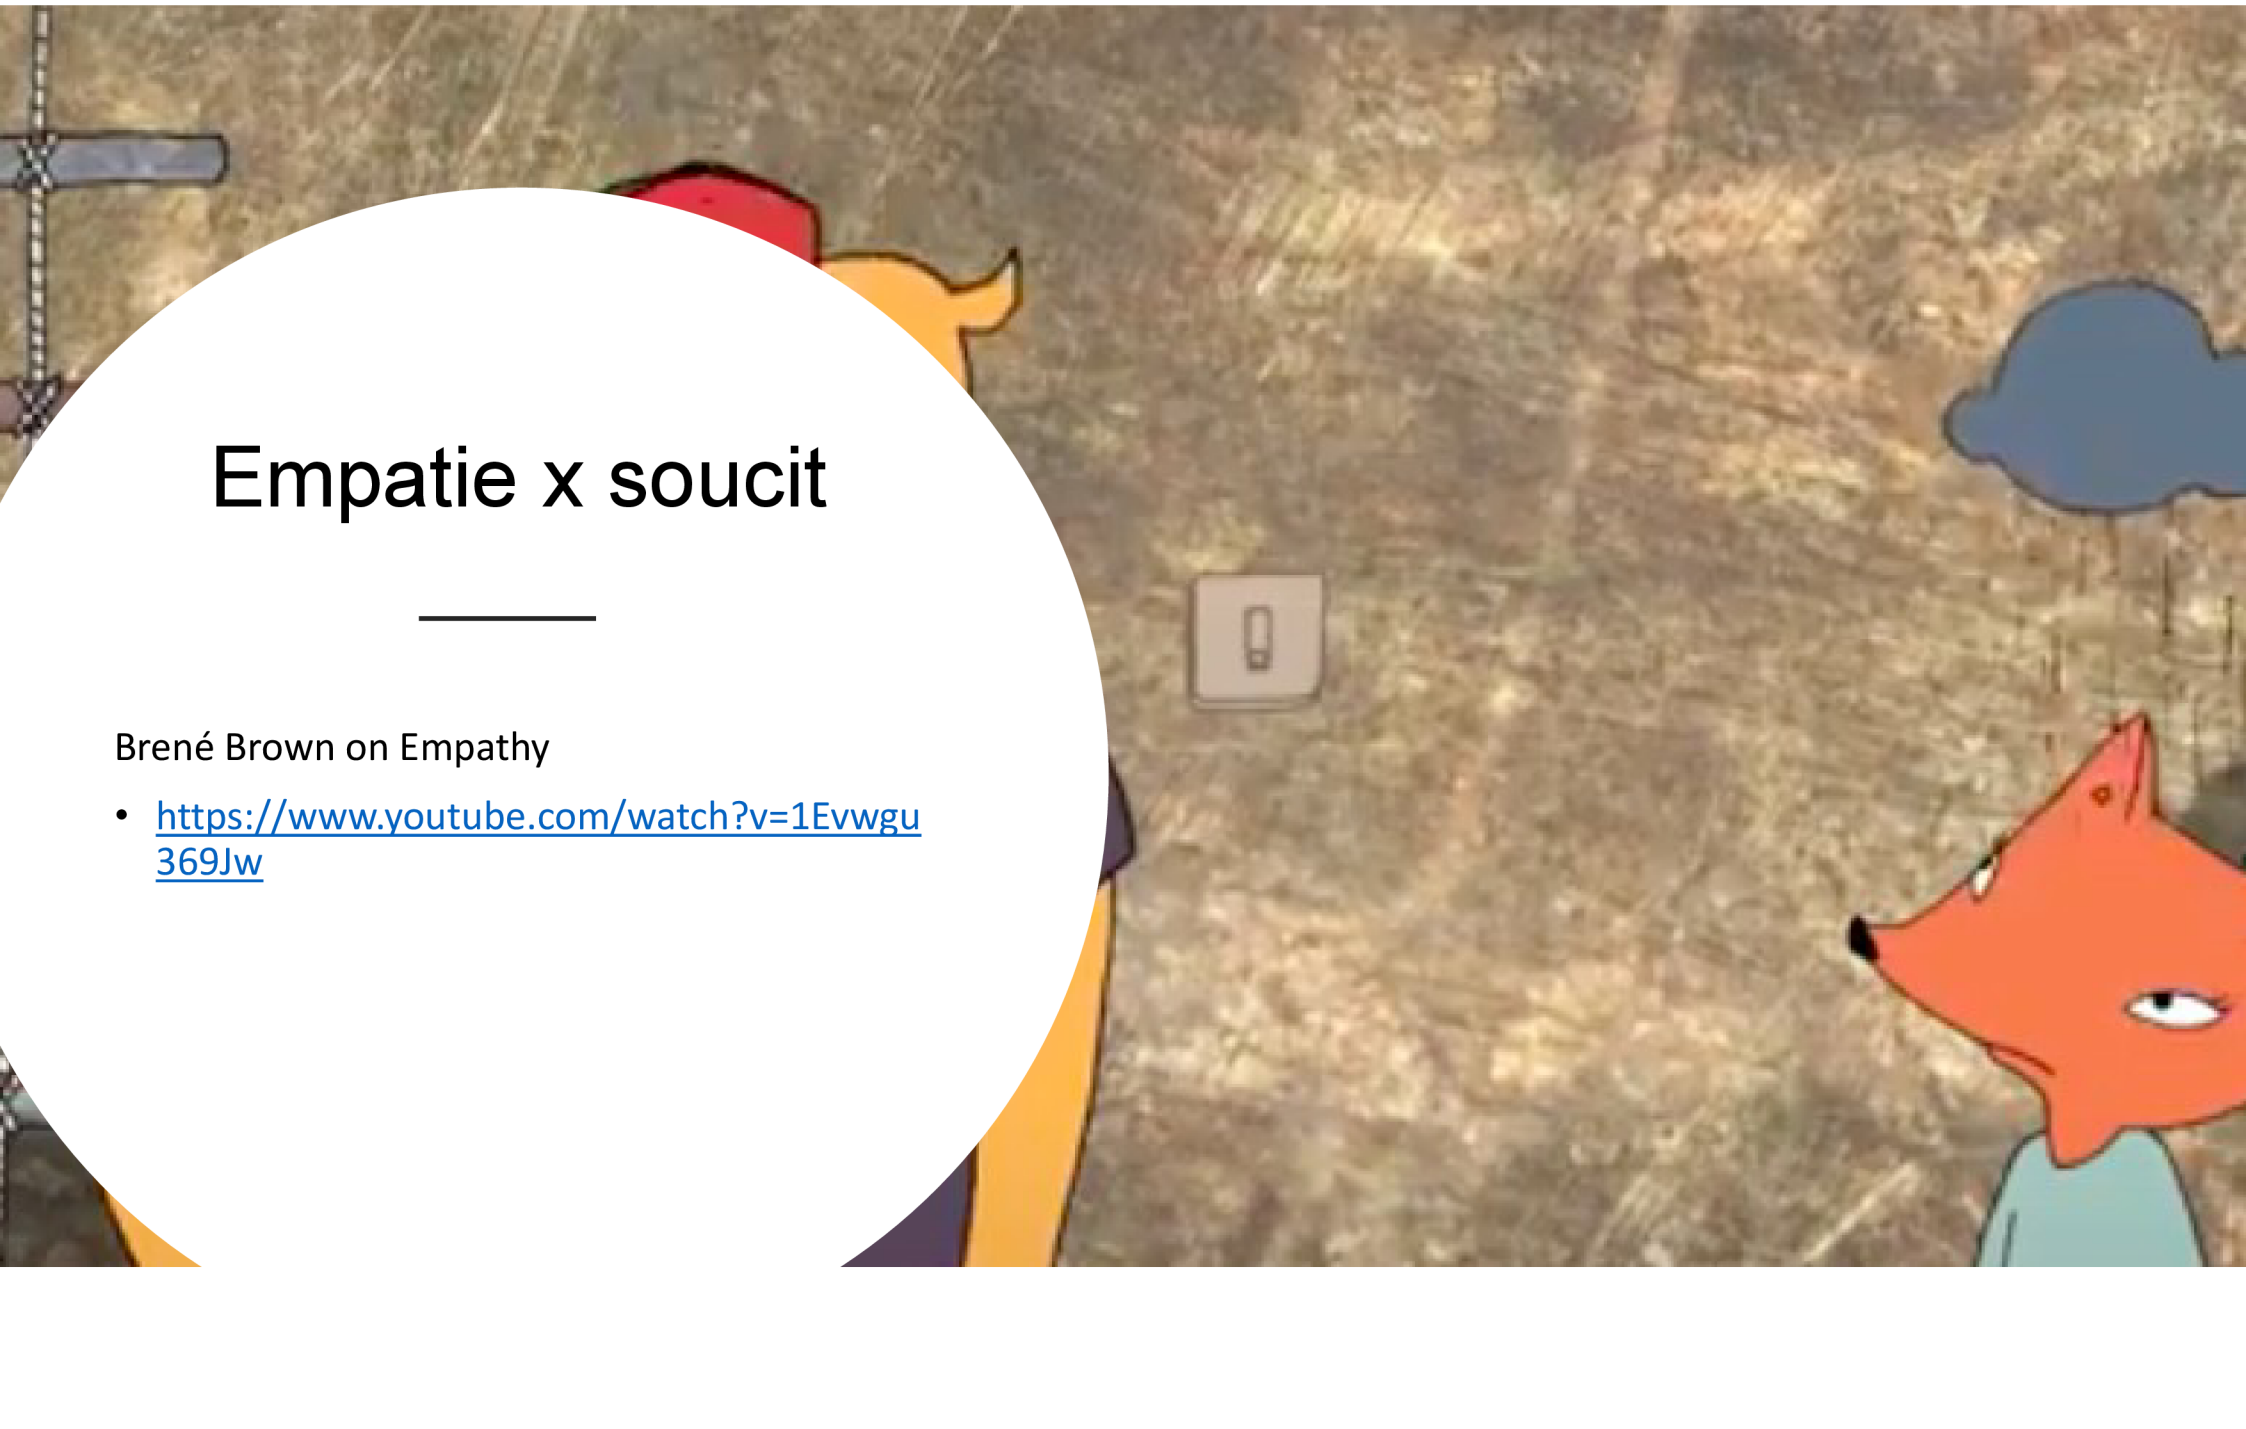 Empatie x soucit
Brené Brown on Empathy
• https://www.youtube.com/watch?v=1Evwgu
369Jw